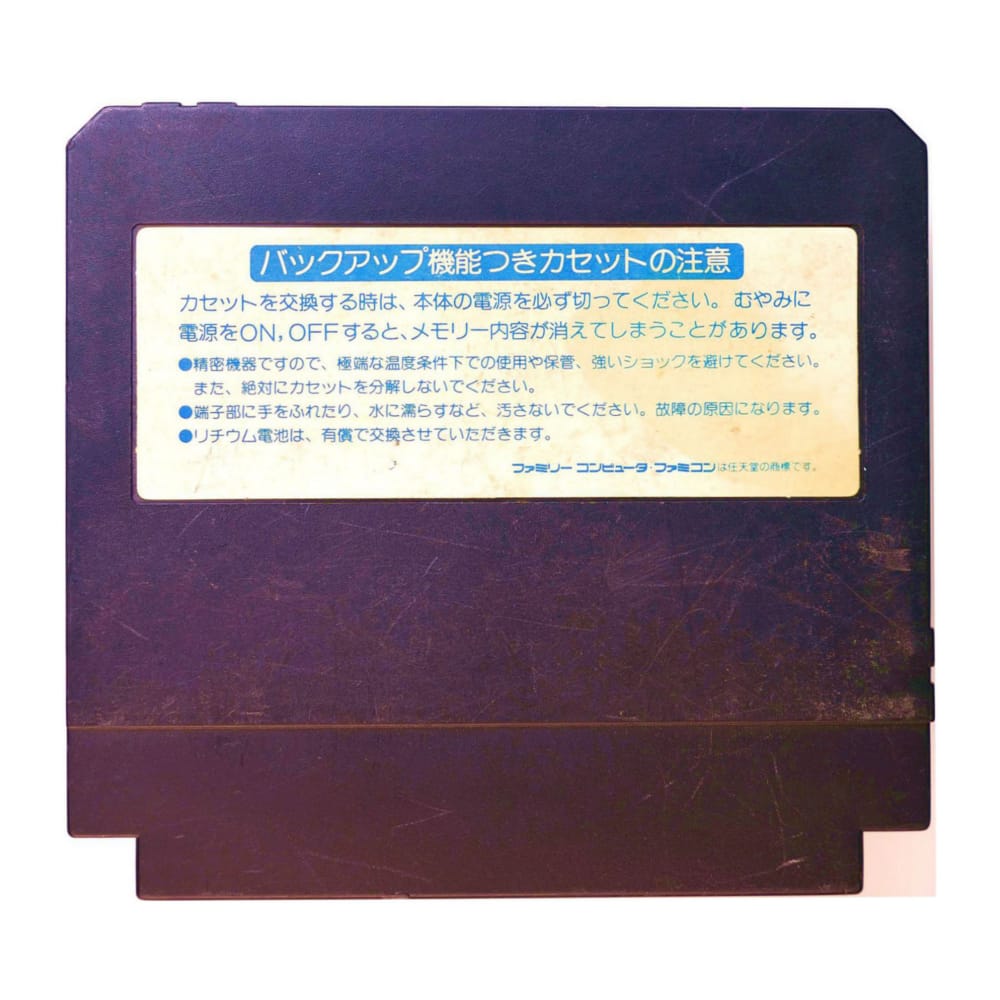 バックアップ機能つきカセットの注意
カセットを交換する時は、本体の電源を必ず切ってください。むやみに
電源をON, OFFすると、メモリー内容が消えてしまうことがあります。
●精密機器ですので、極端な温度条件下での使用や保管、強いショックを避けてください。
また、絶対にカセットを分解しないでください。
●端子部に手をふれたり、水に濡らすなど、汚さないでください。故障の原因になります。
●リチウム電池は、有償で交換させていただきます。
ファミリーコンピュータ・ファミコンは任天堂の商標です。